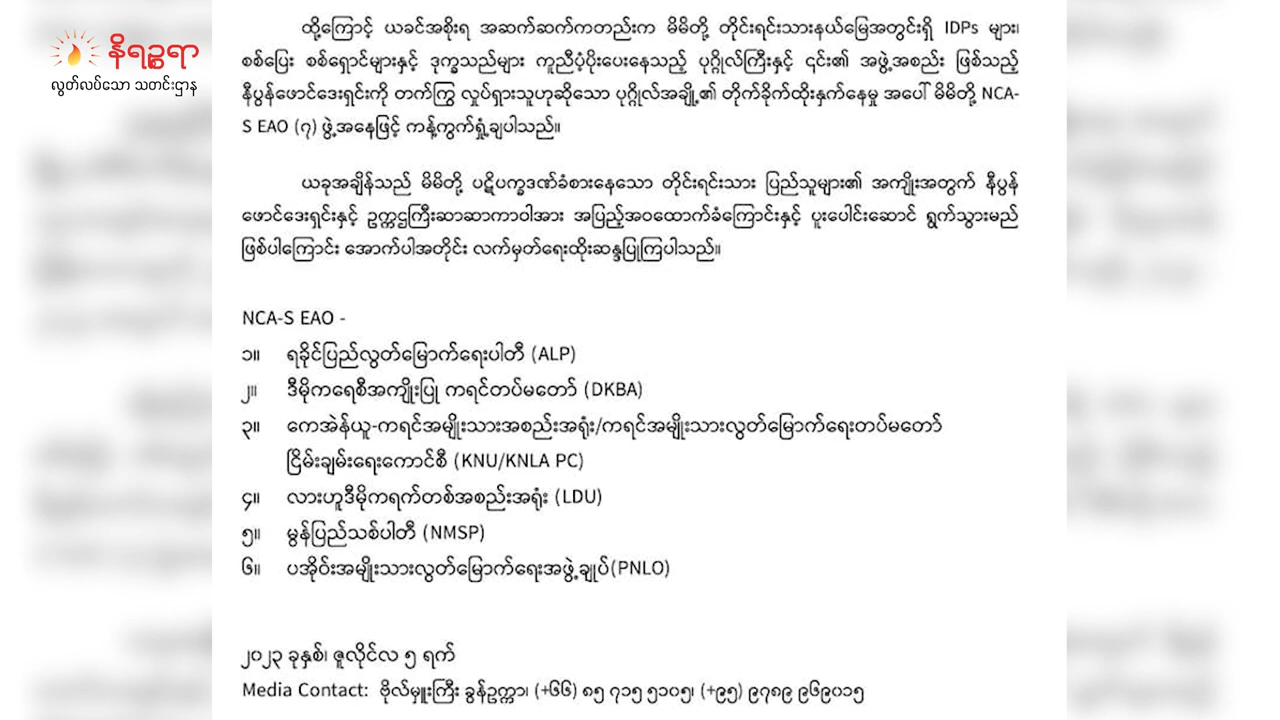 နိရဉ္စရာ
လွတ်လပ်သော သတင်းဌာန
ထို့ကြောင့် ယခင်အစိုးရ အဆက်ဆက်ကတည်းက မိမိတို့ တိုင်းရင်းသားနယ်မြေအတွင်းရှိ IDPs များ၊
စစ်ပြေး စစ်ရှောင်များနှင့် ဒုက္ခသည်များ ကူညီပံ့ပိုးပေးနေသည့် ပုဂ္ဂိုလ်ကြီးနှင့် ၎င်း၏ အဖွဲ့အစည်း ဖြစ်သည့်
နီပွန်ဖောင်ဒေးရှင်းကို တက်ကြွ လှုပ်ရှားသူဟုဆိုသော ပုဂ္ဂိုလ်အချို့၏ တိုက်ခိုက်ထိုးနှက်နေမှု အပေါ် မိမိတို့ NCA-
S EAO (၇) ဖွဲ့အနေဖြင့် ကန့်ကွက်ရှုံ့ချပါသည်။
ယခုအချိန်သည် မိမိတို့ ပဋိပက္ခဒဏ်ခံစားနေသော တိုင်းရင်းသား ပြည်သူများ၏ အကျိုးအတွက် နီပွန်
ဖောင်ဒေးရှင်းနှင့် ဥက္ကဌကြီးဆာဆာကာဝါအား အပြည့်အဝထောက်ခံကြောင်းနှင့် ပူးပေါင်းဆောင် ရွက်သွားမည်
ဖြစ်ပါကြောင်း အောက်ပါအတိုင်း လက်မှတ်ရေးထိုးဆန္ဒပြုကြပါသည်။
NCA-S EAO -
၁။ ရခိုင်ပြည်လွတ်မြောက်ရေးပါတီ (ALP)
၂။ ဒီမိုကရေစီအကျိုးပြု ကရင်တပ်မတော် (DKBA)
၃။ ကေအဲန်ယူ-ကရင်အမျိုးသားအစည်းအရုံး/ကရင်အမျိုးသားလွတ်မြောက်ရေးတပ်မတော်
ငြိမ်းချမ်းရေးကောင်စီ (KNU/KNLA PC)
၄။ လားဟူဒီမိုကရက်တစ်အစည်းအရုံး (LDU)
၅။ မွန်ပြည်သစ်ပါတီ (NMSP)
၆။ ပအိုဝ်းအမျိုးသားလွတ်မြောက်ရေးအဖွဲ့ချုပ်(PNLO)
၂၀၂၃ ခုနှစ်၊ ဇူလိုင်လ ၅ ရက်
Media Contact: ဗိုလ်မှူးကြီး ခွန်ဥက္ကာ၊ (+၆၆) ၈၅ ၇၁၅ ၅၁၀၅၊ (+၉၅) ၉၇၈၉ ၉၆၉၀၁၅